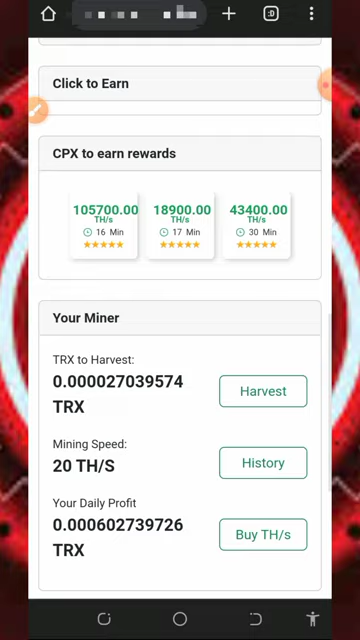 :D
Click to Earn
CPX to earn rewards
105700.00 18900.00 43400.00
TH/s TH/s TH/s
16 Min 17 Min 30 Min
Your Miner
TRX to Harvest:
0.000027039574
TRX
Harvest
Mining Speed:
20 TH/S
History
Your Daily Profit
0.000602739726
TRX
Buy TH/s